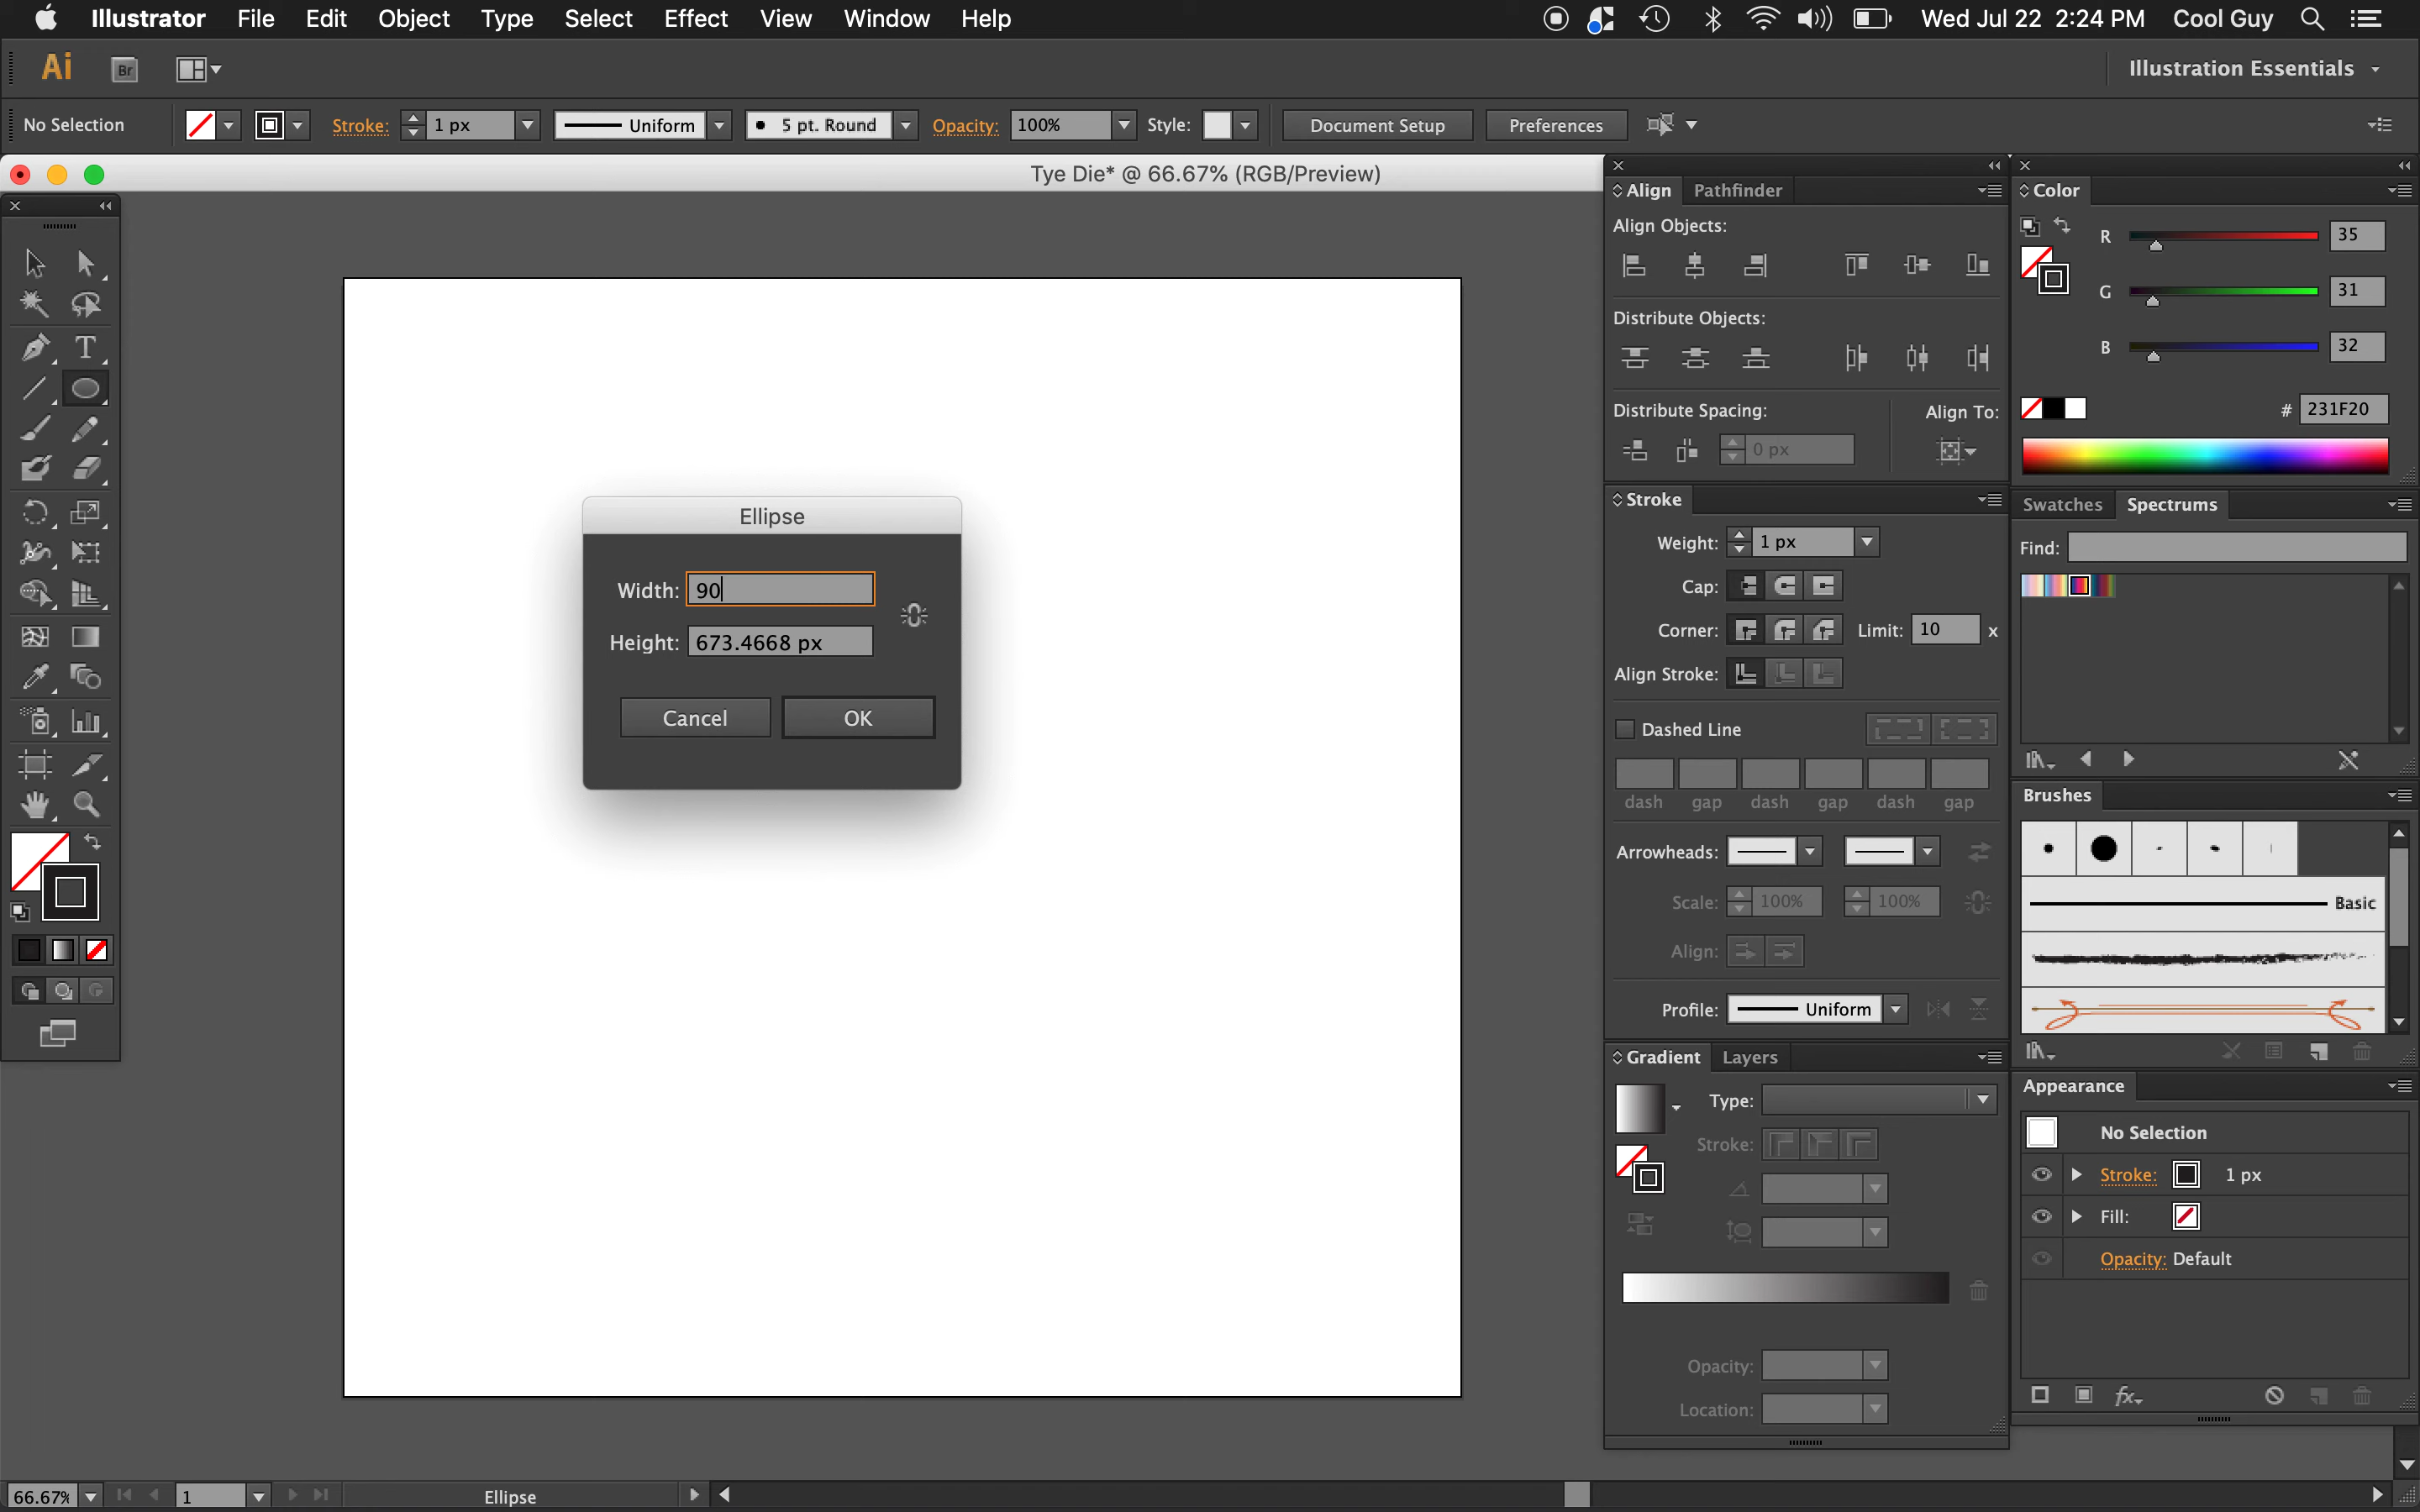 Illustrator File Edit Object Type Select Effect View Window Help Wed Jul 22 2:24 PM Cool Guy
Ai Br Illustration Essentials
No Selection Stroke: 1 px Uniform 5 pt. Round Opacity: 100% Style: Document Setup Preferences
Tye Die* @ 66.67% (RGB/Preview)
T
Ellipse
Width: 90
Height: 673.4668 px
Cancel OK
Align Pathfinder
Align Objects:
Distribute Objects:
Distribute Spacing: Align To:
0 px
Stroke
Weight: 1 px
Cap:
Corner: Limit: 10 x
Align Stroke:
Dashed Line
dash gap dash gap dash gap
Arrowheads:
Scale: 100% 100%
Align:
Profile: Uniform
Gradient Layers
Type:
Stroke:
Opacity:
Location:
Color
R 35
G 31
B 32
# 231F20
Swatches Spectrums
Find:
Brushes
Basic
Appearance
No Selection
Stroke: 1 px
Fill:
Opacity: Default
fx
66.67% 1 Ellipse